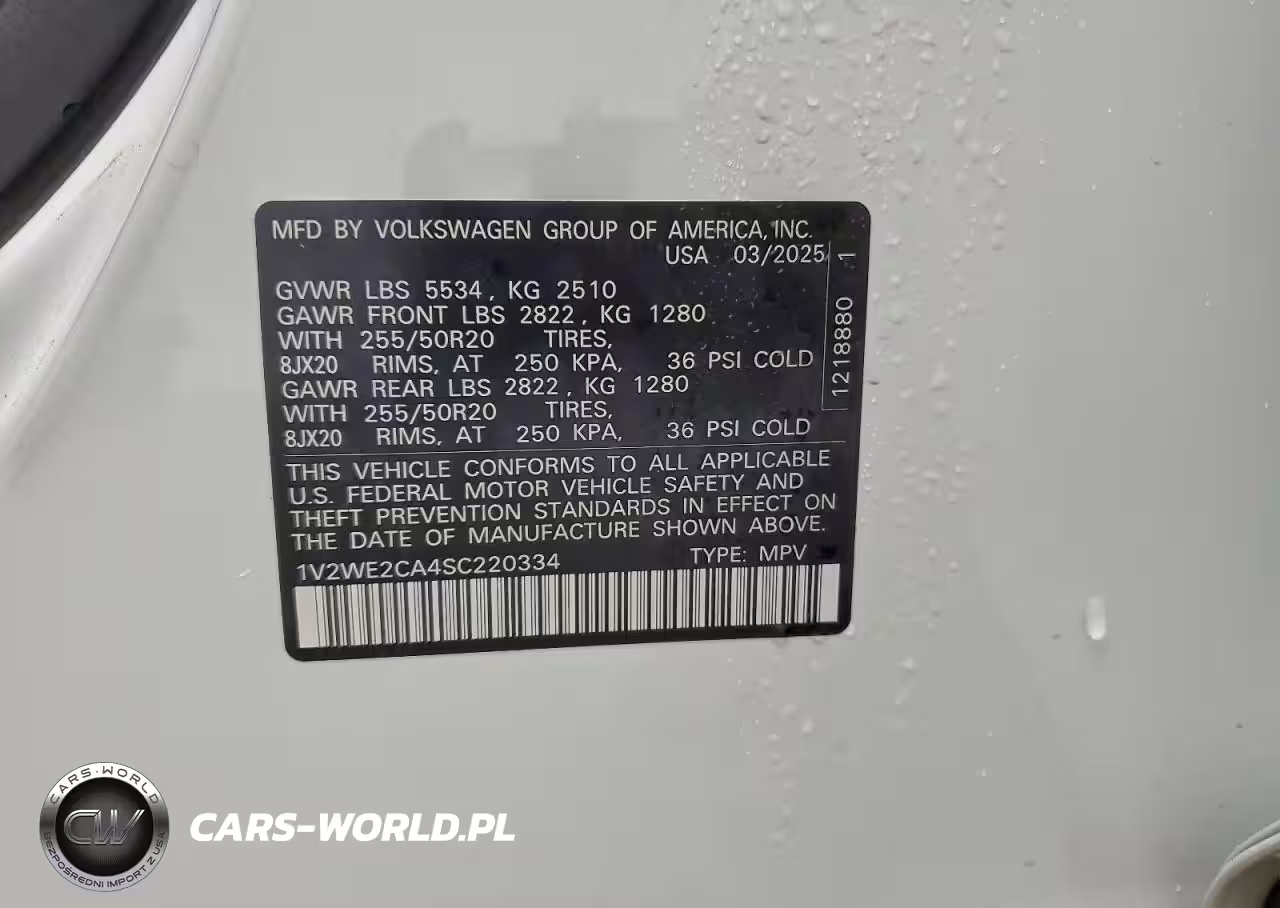 MFD BY VOLKSWAGEN GROUP OF AMERICA, INC.
USA 03/2025
GVWR LBS 5534, KG 2510
GAWR FRONT LBS 2822, KG 1280
WITH 255/50R20 TIRES,
8JX20 RIMS, AT 250 KPA, 36 PSI COLD
GAWR REAR LBS 2822, KG 1280
WITH 255/50R20 TIRES,
8JX20 RIMS, AT 250 KPA, 36 PSI COLD
1218880 1
THIS VEHICLE CONFORMS TO ALL APPLICABLE
U.S. FEDERAL MOTOR VEHICLE SAFETY AND
THEFT PREVENTION STANDARDS IN EFFECT ON
THE DATE OF MANUFACTURE SHOWN ABOVE.
1V2WE2CA4SC220334 TYPE: MPV
CARS-WORLD
CW
BEZPOŚREDNI IMPORT Z USA
CARS-WORLD.PL